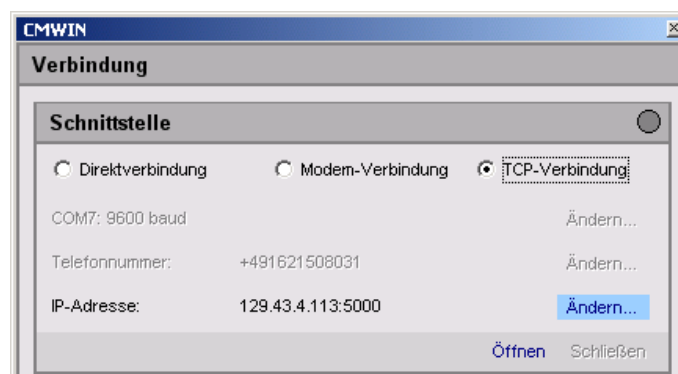 CMWIN
Verbindung
Schnittstelle
Direktverbindung Modem-Verbindung TCP-Verbindung
COM7: 9600 baud Ändern...
Telefonnummer: +491621508031 Ändern...
IP-Adresse: 129.43.4.113:5000 Ändern...
Öffnen Schließen